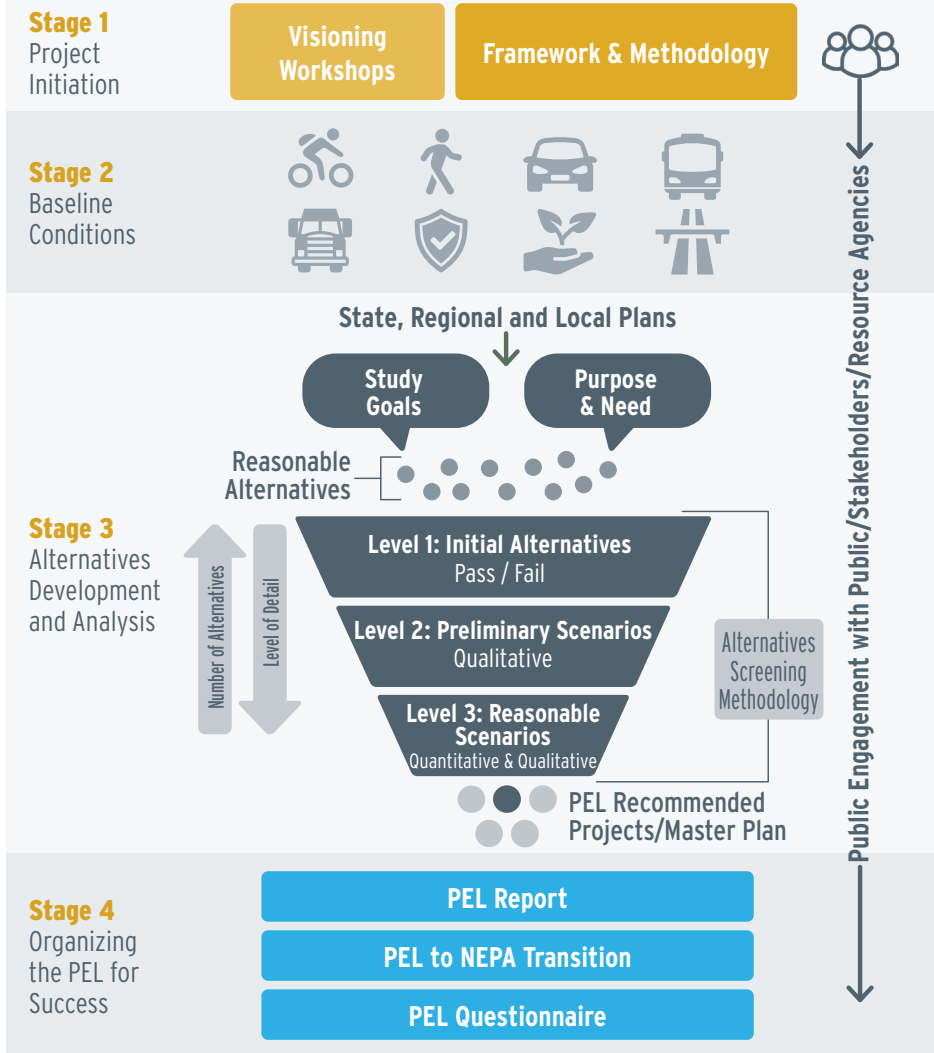 Stage 1
Project
Initiation
Visioning
Workshops
Framework & Methodology
Stage 2
Baseline
Conditions
State, Regional and Local Plans
Study
Goals
Purpose
& Need
Reasonable
Alternatives
Stage 3
Alternatives
Development
and Analysis
Number of Alternatives
Level of Detail
Level 1: Initial Alternatives
Pass / Fail
Level 2: Preliminary Scenarios
Qualitative
Level 3: Reasonable
Scenarios
Quantitative & Qualitative
Alternatives
Screening
Methodology
PEL Recommended
Projects/Master Plan
Stage 4
Organizing
the PEL for
Success
PEL Report
PEL to NEPA Transition
PEL Questionnaire
Public Engagement with Public/Stakeholders/Resource Agencies